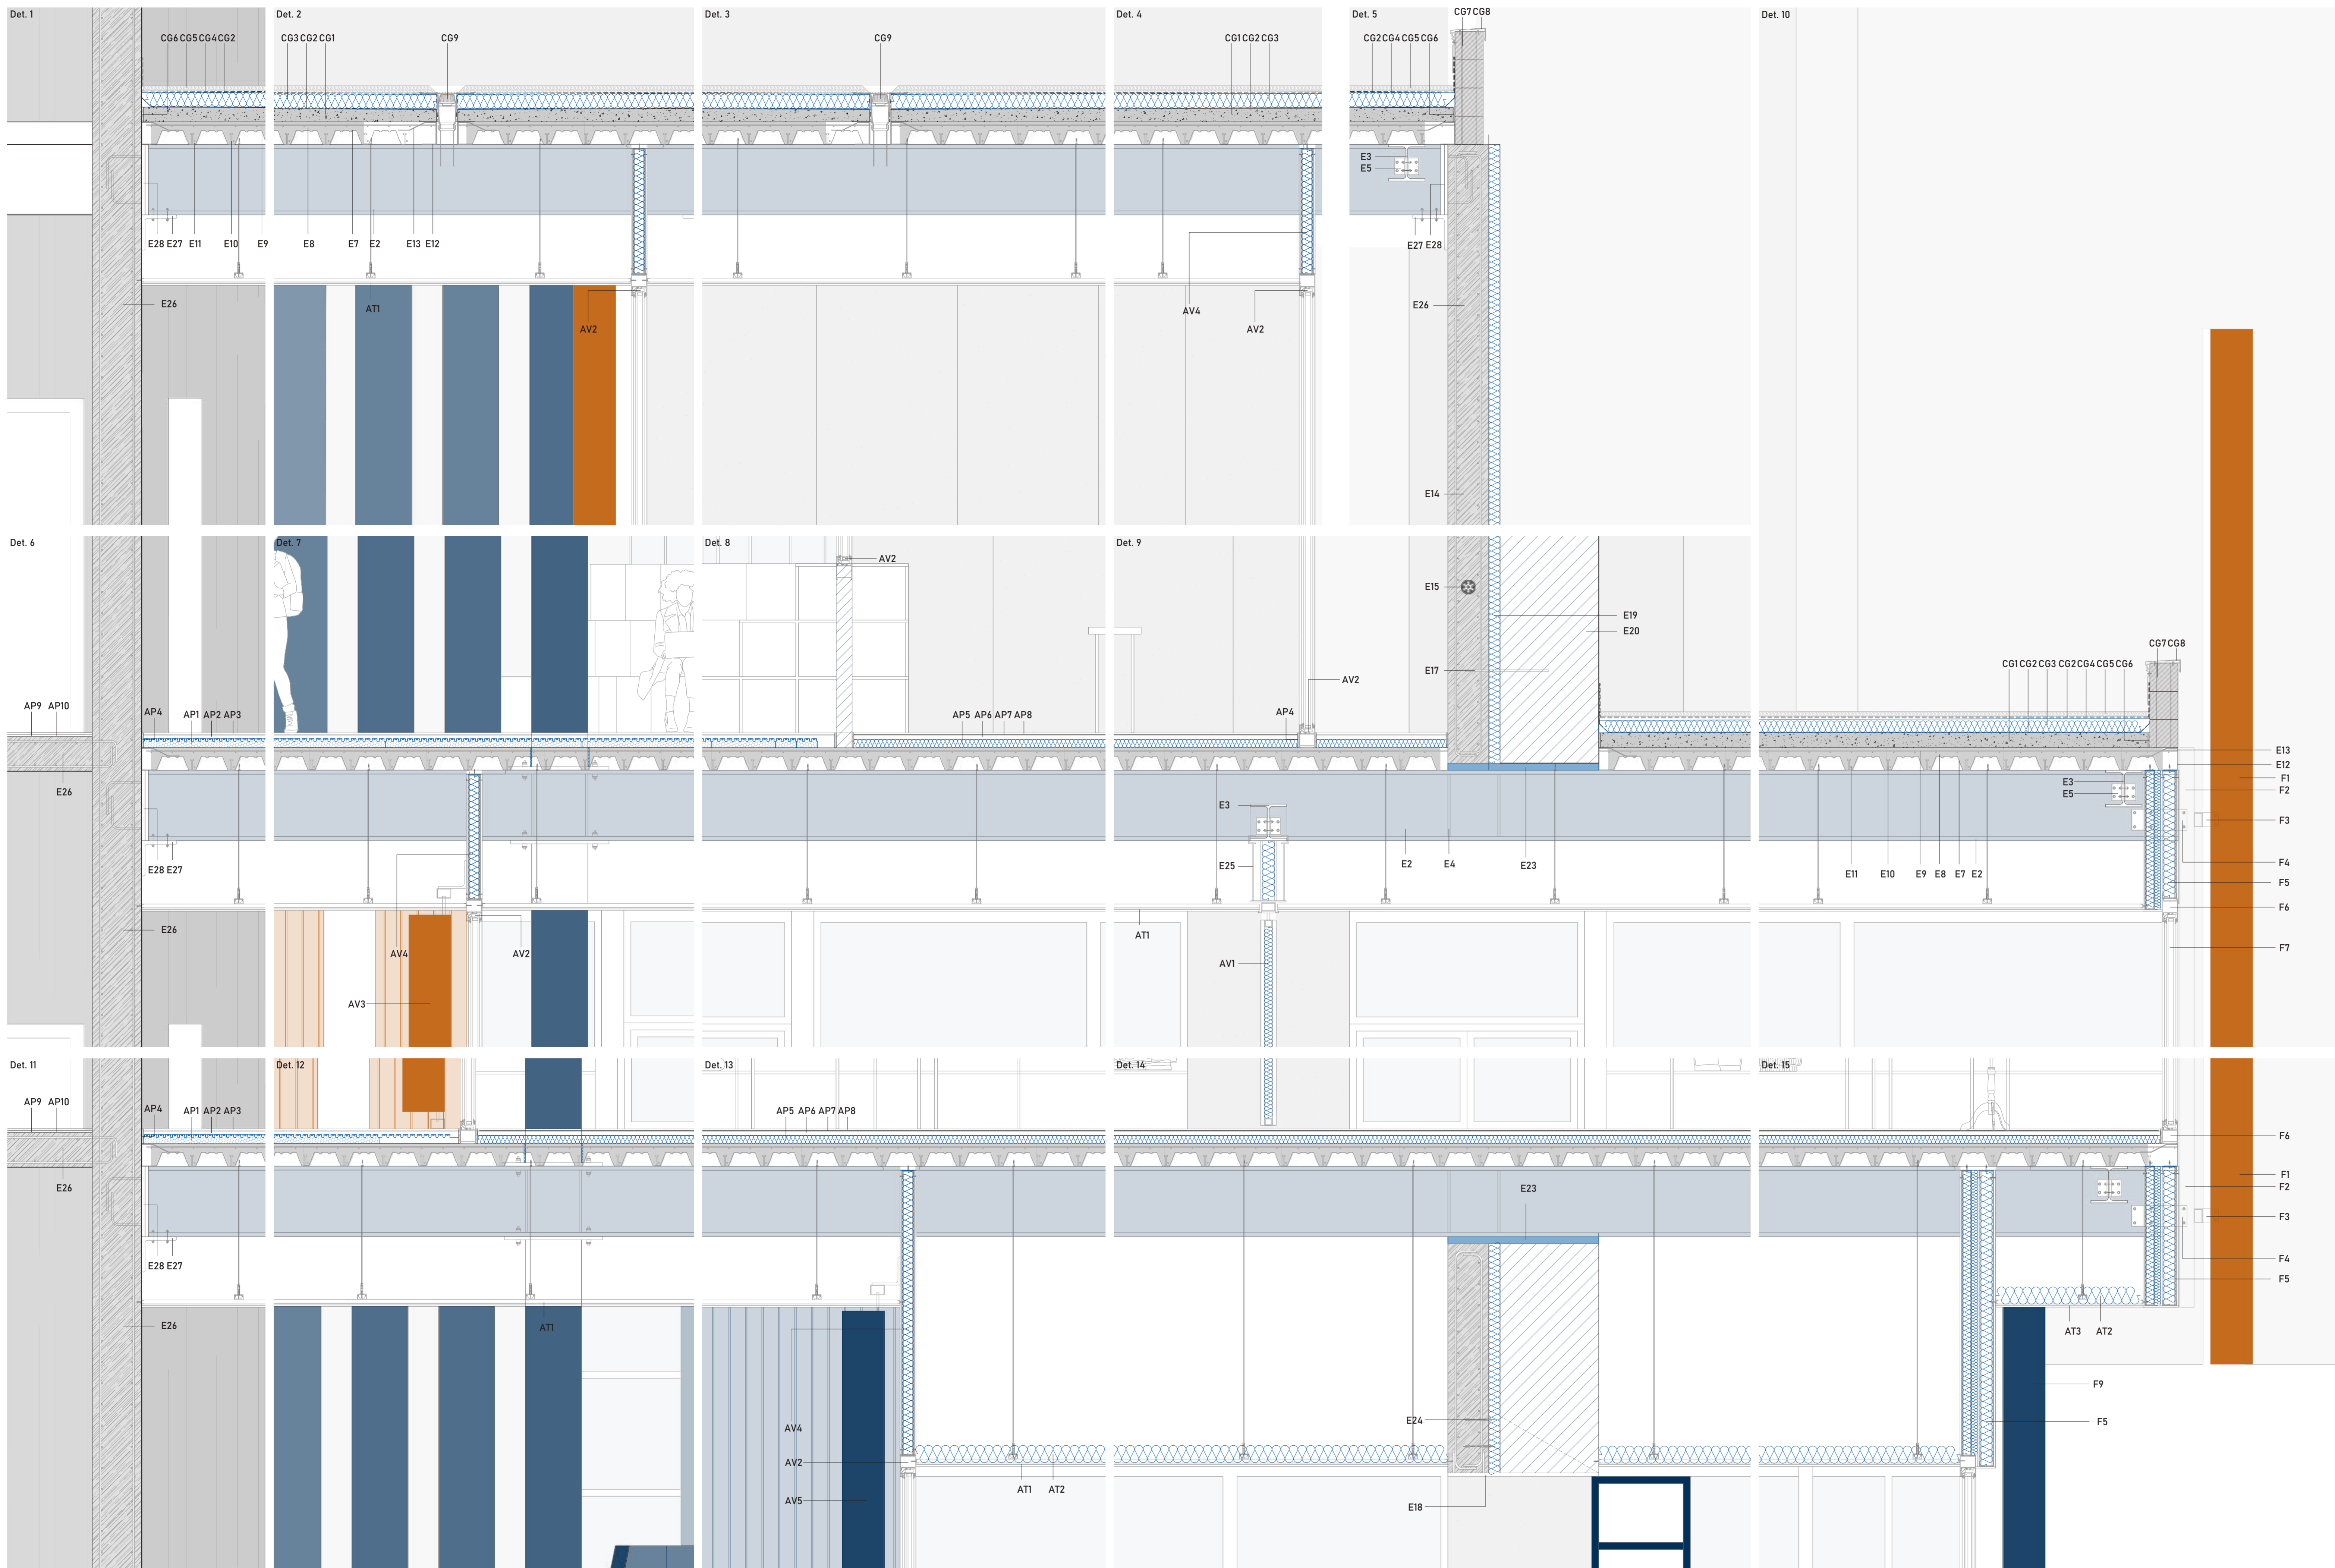 Det. 1
CG6 CG5 CG4 CG2
E28 E27 E11 E10 E9
E26
Det. 2
CG3 CG2 CG1
CG9
E8 E7 E2 E13 E12
AT1
AV2
Det. 3
CG9
Det. 4
CG1 CG2 CG3
AV4
AV2
Det. 5
CG7 CG8
CG2 CG4 CG5 CG6
E3
E5
E27 E28
E26
E14
Det. 10
CG7 CG8
CG1 CG2 CG3 CG2 CG4 CG5 CG6
E13
E12
F1
E3
F2
E5
F3
F4
E11 E10 E9 E8 E7 E2
F5
F6
F7
Det. 6
AP9 AP10
AP4 AP1 AP2 AP3
E26
E28 E27
E26
Det. 7
AV4
AV2
AV3
Det. 8
AV2
AP5 AP6 AP7 AP8
Det. 9
E15
E19
E20
E17
AV2
AP4
E3
E25
E2 E4 E23
AT1
AV1
Det. 11
AP9 AP10
AP4 AP1 AP2 AP3
E26
E28 E27
E26
Det. 12
AT1
Det. 13
AP5 AP6 AP7 AP8
AV4
AV2
AT1 AT2
AV5
Det. 14
E23
E24
E18
Det. 15
F6
F1
F2
F3
F4
F5
AT3 AT2
F9
F5